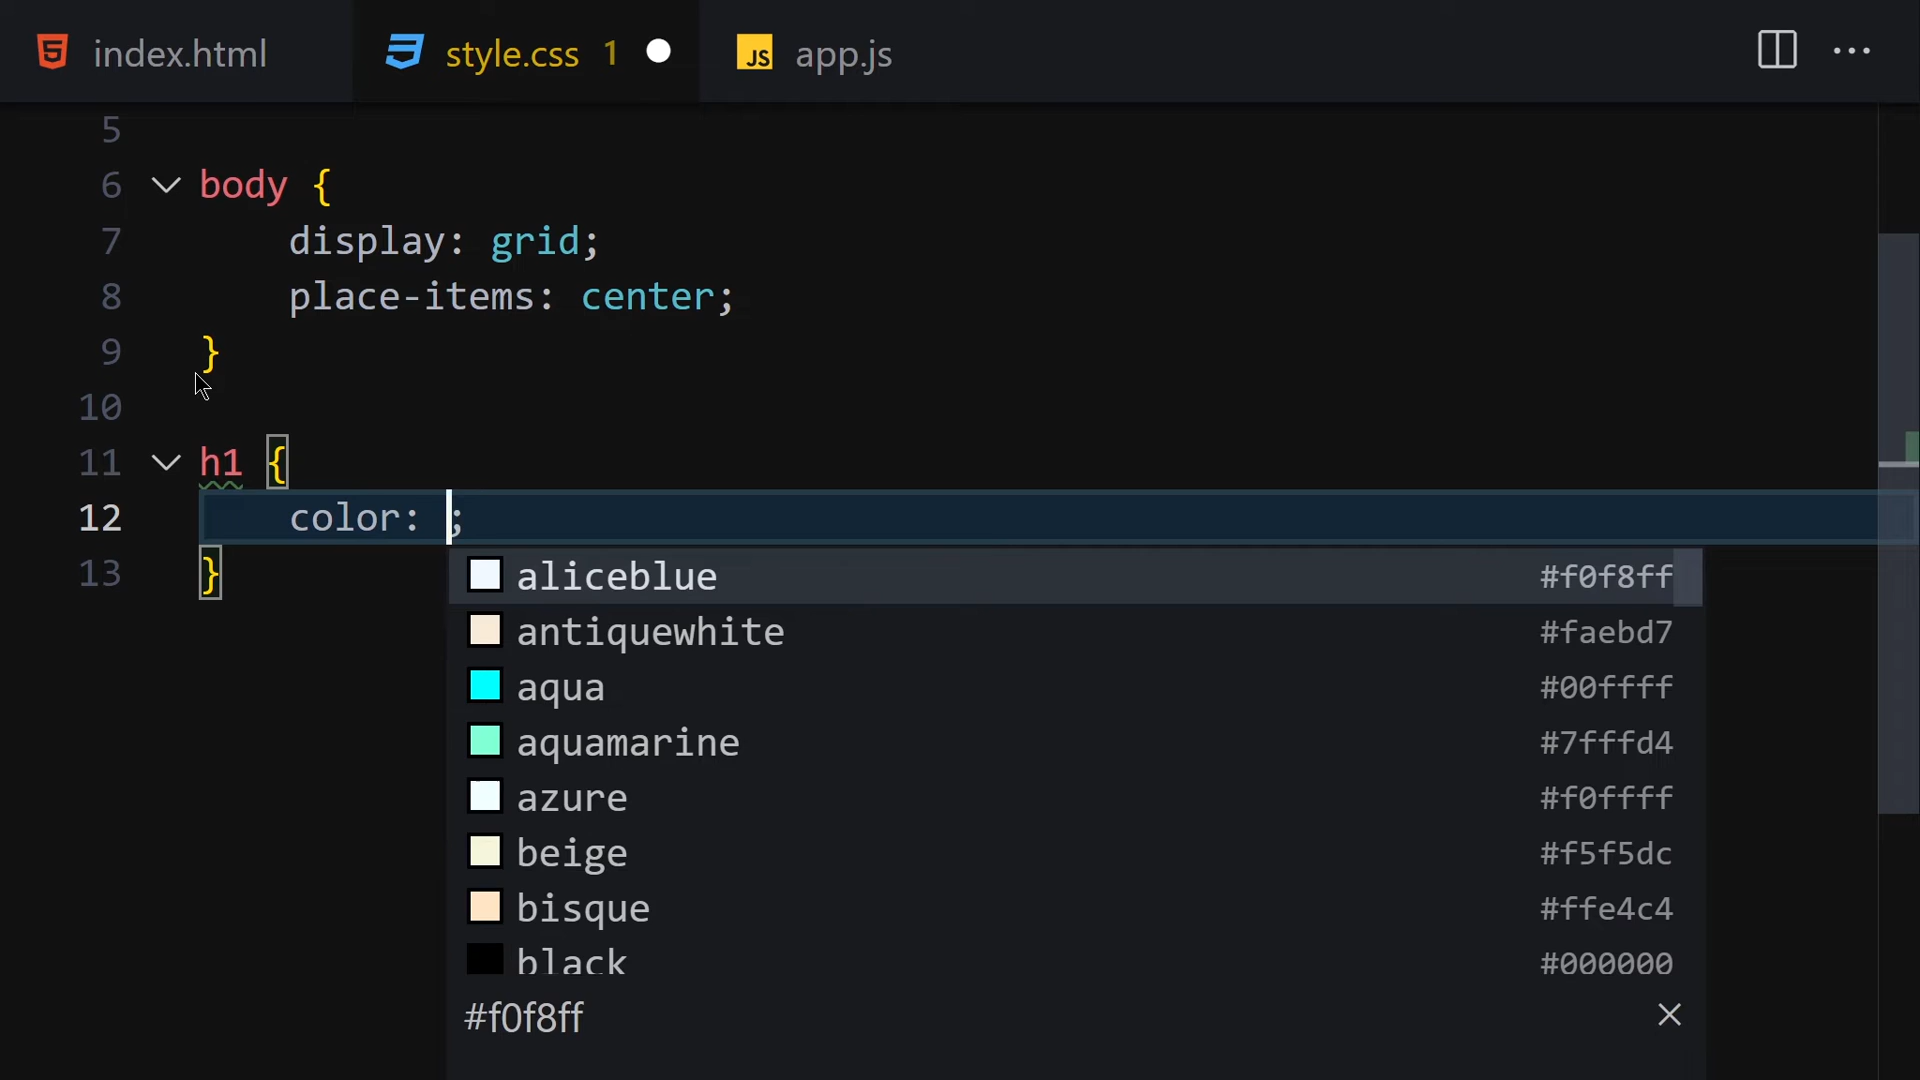 index.html style.css 1 JS app.js
5
6 body {
7 display: grid;
8 place-items: center;
9 }
10
11 h1 {
12 color: ;
13 }
aliceblue #f0f8ff
antiquewhite #faebd7
aqua #00ffff
aquamarine #7fffd4
azure #f0ffff
beige #f5f5dc
bisque #ffe4c4
black #000000
#f0f8ff